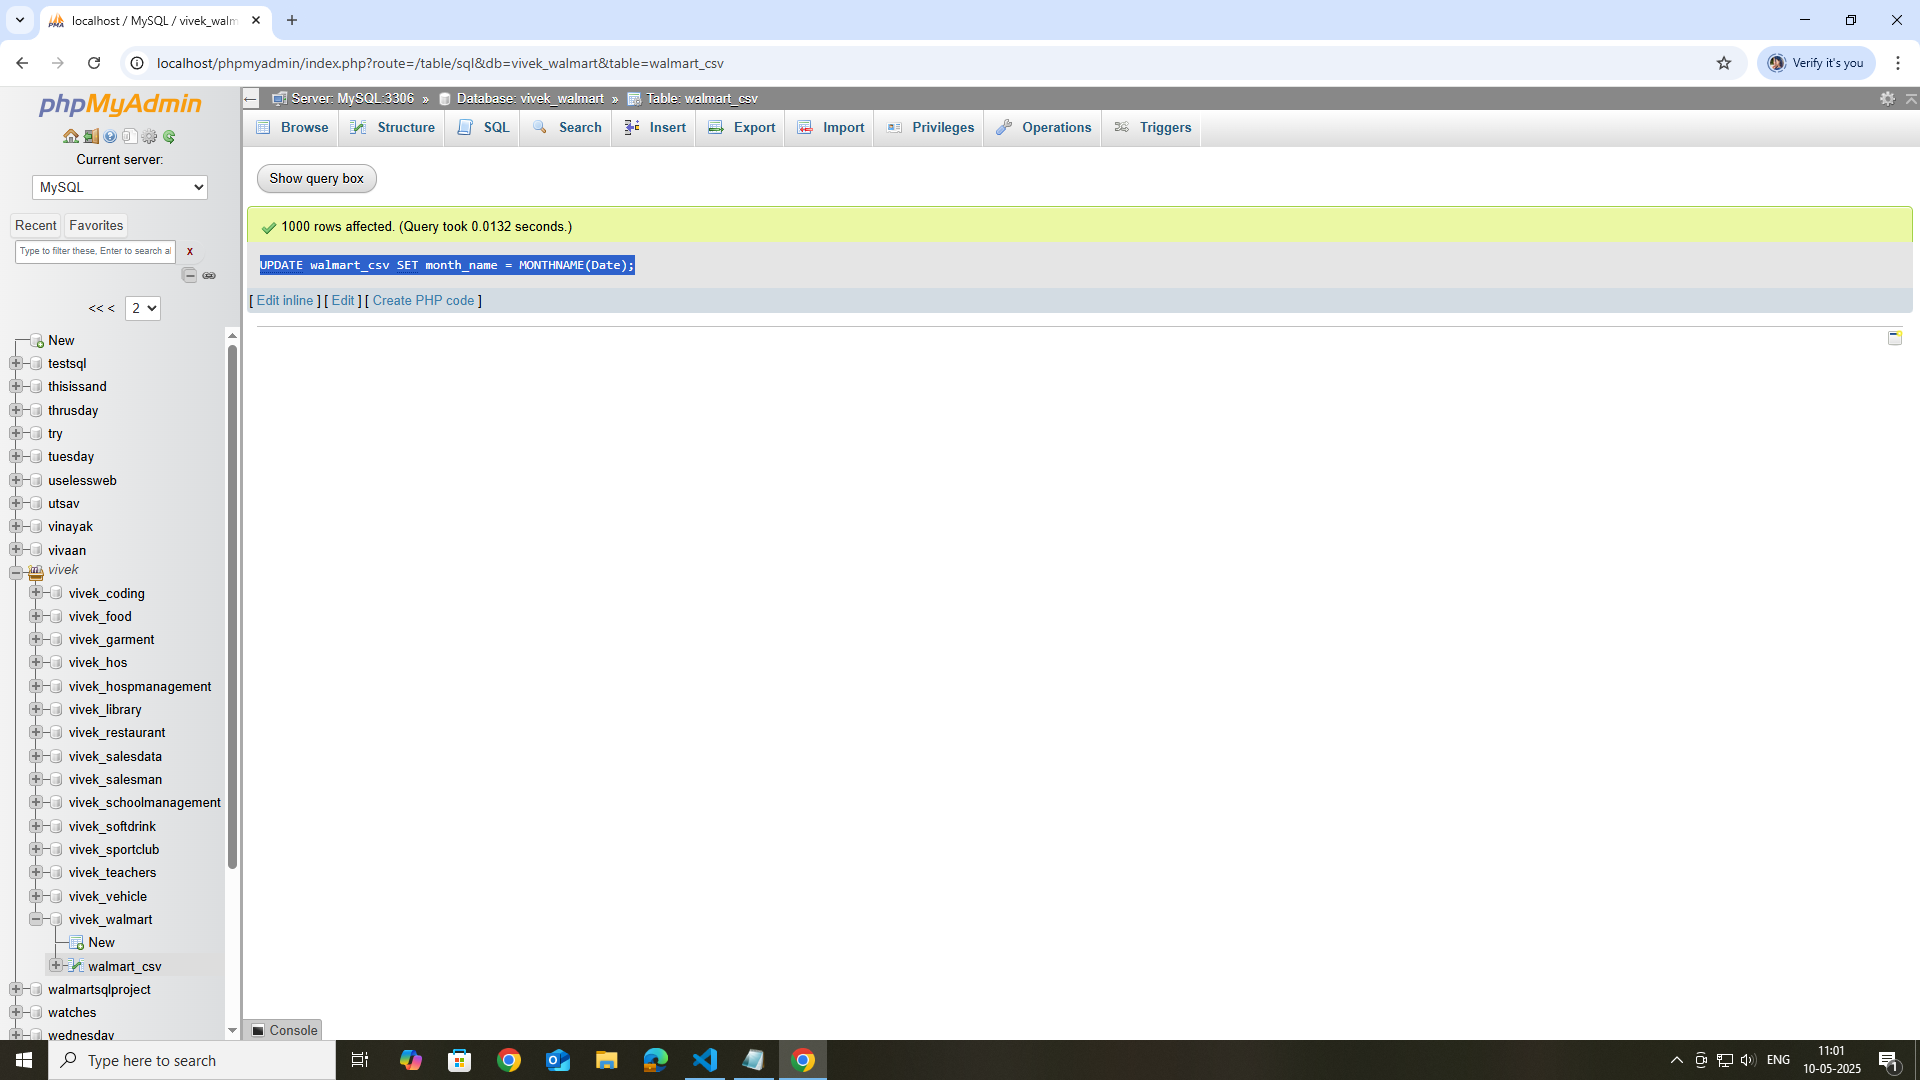 localhost / MySQL / vivek_walm
localhost/phpmyadmin/index.php?route=/table/sql&db=vivek_walmart&table=walmart_csv
Verify it's you
phpMyAdmin
Current server:
MySQL
Recent
Favorites
Type to filter these, Enter to search al
x
<< <
2
New
testsql
thisissand
thrusday
try
tuesday
uselessweb
utsav
vinayak
vivaan
vivek
vivek_coding
vivek_food
vivek_garment
vivek_hos
vivek_hospmanagement
vivek_library
vivek_restaurant
vivek_salesdata
vivek_salesman
vivek_schoolmanagement
vivek_softdrink
vivek_sportclub
vivek_teachers
vivek_vehicle
vivek_walmart
New
walmart_csv
walmartsqlproject
watches
wednesday
Server: MySQL:3306 » Database: vivek_walmart » Table: walmart_csv
Browse
Structure
SQL
Search
Insert
Export
Import
Privileges
Operations
Triggers
Show query box
1000 rows affected. (Query took 0.0132 seconds.)
UPDATE walmart_csv SET month_name = MONTHNAME(Date);
[ Edit inline ] [ Edit ] [ Create PHP code ]
Console
Type here to search
ENG
11:01
10-05-2025
1